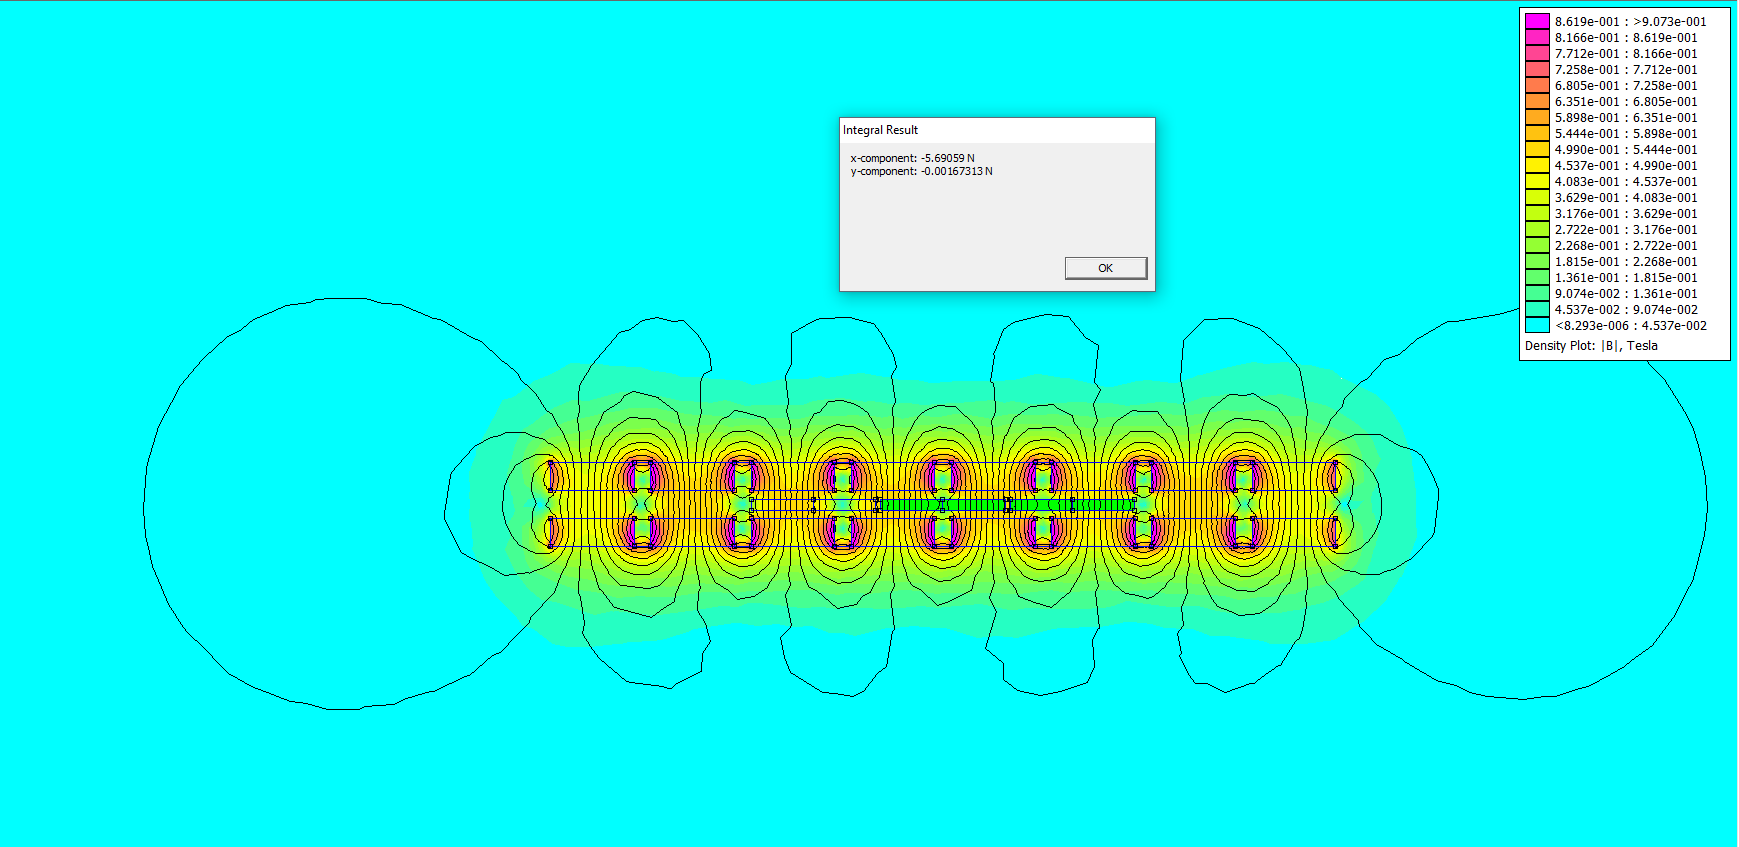 8.619e-001 : >9.073e-001
8.166e-001 : 8.619e-001
7.712e-001 : 8.166e-001
7.258e-001 : 7.712e-001
6.805e-001 : 7.258e-001
6.351e-001 : 6.805e-001
5.898e-001 : 6.351e-001
5.444e-001 : 5.898e-001
4.990e-001 : 5.444e-001
4.537e-001 : 4.990e-001
4.083e-001 : 4.537e-001
3.629e-001 : 4.083e-001
3.176e-001 : 3.629e-001
2.722e-001 : 3.176e-001
2.268e-001 : 2.722e-001
1.815e-001 : 2.268e-001
1.361e-001 : 1.815e-001
9.074e-002 : 1.361e-001
4.537e-002 : 9.074e-002
<8.293e-006 : 4.537e-002
Density Plot: |B|, Tesla
Integral Result
x-component: -5.69059 N
y-component: -0.00167313 N
OK